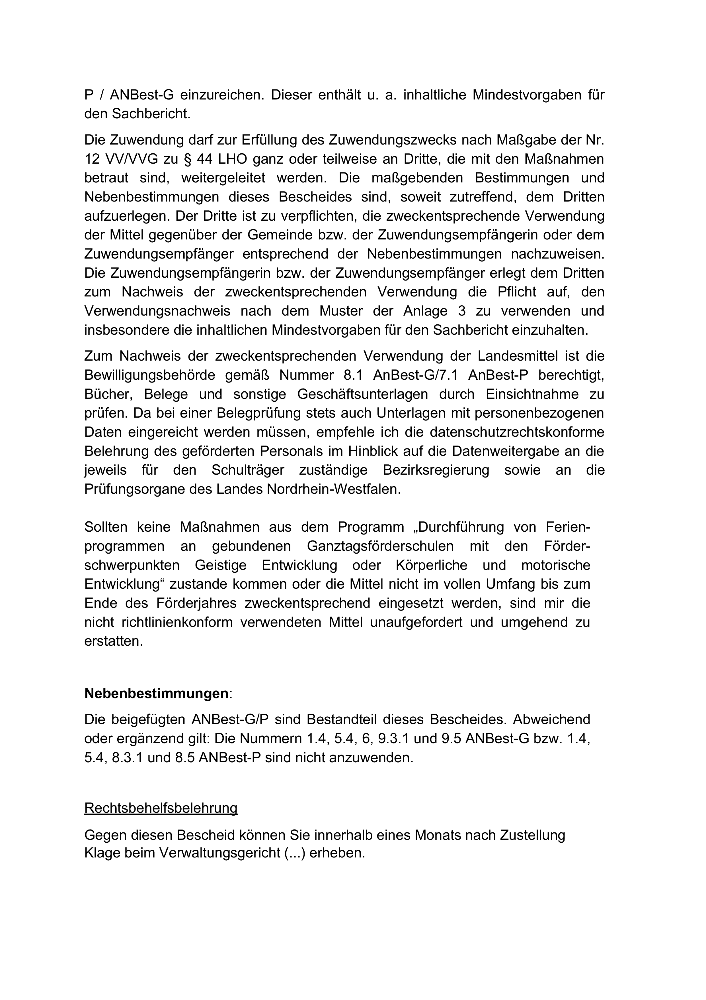 P / ANBest-G einzureichen. Dieser enthält u. a. inhaltliche Mindestvorgaben für
den Sachbericht.
Die Zuwendung darf zur Erfüllung des Zuwendungszwecks nach Maßgabe der Nr.
12 VV/VVG zu § 44 LHO ganz oder teilweise an Dritte, die mit den Maßnahmen
betraut sind, weitergeleitet werden. Die maßgebenden Bestimmungen und
Nebenbestimmungen dieses Bescheides sind, soweit zutreffend, dem Dritten
aufzuerlegen. Der Dritte ist zu verpflichten, die zweckentsprechende Verwendung
der Mittel gegenüber der Gemeinde bzw. der Zuwendungsempfängerin oder dem
Zuwendungsempfänger entsprechend der Nebenbestimmungen nachzuweisen.
Die Zuwendungsempfängerin bzw. der Zuwendungsempfänger erlegt dem Dritten
zum Nachweis der zweckentsprechenden Verwendung die Pflicht auf, den
Verwendungsnachweis nach dem Muster der Anlage 3 zu verwenden und
insbesondere die inhaltlichen Mindestvorgaben für den Sachbericht einzuhalten.
Zum Nachweis der zweckentsprechenden Verwendung der Landesmittel ist die
Bewilligungsbehörde gemäß Nummer 8.1 AnBest-G/7.1 AnBest-P berechtigt,
Bücher, Belege und sonstige Geschäftsunterlagen durch Einsichtnahme zu
prüfen. Da bei einer Belegprüfung stets auch Unterlagen mit personenbezogenen
Daten eingereicht werden müssen, empfehle ich die datenschutzrechtskonforme
Belehrung des geförderten Personals im Hinblick auf die Datenweitergabe an die
jeweils für den Schulträger zuständige Bezirksregierung sowie an die
Prüfungsorgane des Landes Nordrhein-Westfalen.
Sollten keine Maßnahmen aus dem Programm „Durchführung von Ferien-
programmen an gebundenen Ganztagsförderschulen mit den Förder-
schwerpunkten Geistige Entwicklung oder Körperliche und motorische
Entwicklung“ zustande kommen oder die Mittel nicht im vollen Umfang bis zum
Ende des Förderjahres zweckentsprechend eingesetzt werden, sind mir die
nicht richtlinienkonform verwendeten Mittel unaufgefordert und umgehend zu
erstatten.
Nebenbestimmungen:
Die beigefügten ANBest-G/P sind Bestandteil dieses Bescheides. Abweichend
oder ergänzend gilt: Die Nummern 1.4, 5.4, 6, 9.3.1 und 9.5 ANBest-G bzw. 1.4,
5.4, 8.3.1 und 8.5 ANBest-P sind nicht anzuwenden.
Rechtsbehelfsbelehrung
Gegen diesen Bescheid können Sie innerhalb eines Monats nach Zustellung
Klage beim Verwaltungsgericht (...) erheben.